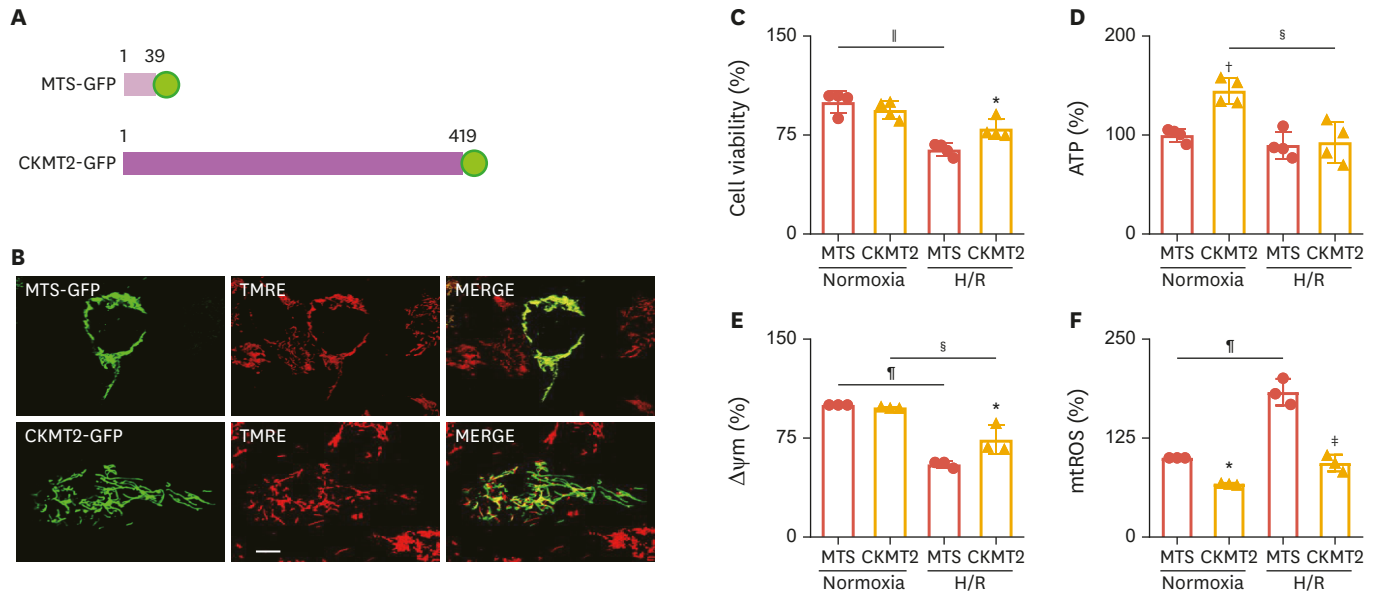 A
1 39
MTS-GFP
1 419
CKMT2-GFP
B
MTS-GFP TMRE MERGE
CKMT2-GFP TMRE MERGE
C
Cell viability (%)
150
75
0
‖
*
MTS CKMT2 MTS CKMT2
Normoxia H/R
D
ATP (%)
200
100
0
§
†
MTS CKMT2 MTS CKMT2
Normoxia H/R
E
Δψm (%)
150
75
0
§
¶
*
MTS CKMT2 MTS CKMT2
Normoxia H/R
F
mtROS (%)
250
125
0
¶
*
‡
MTS CKMT2 MTS CKMT2
Normoxia H/R